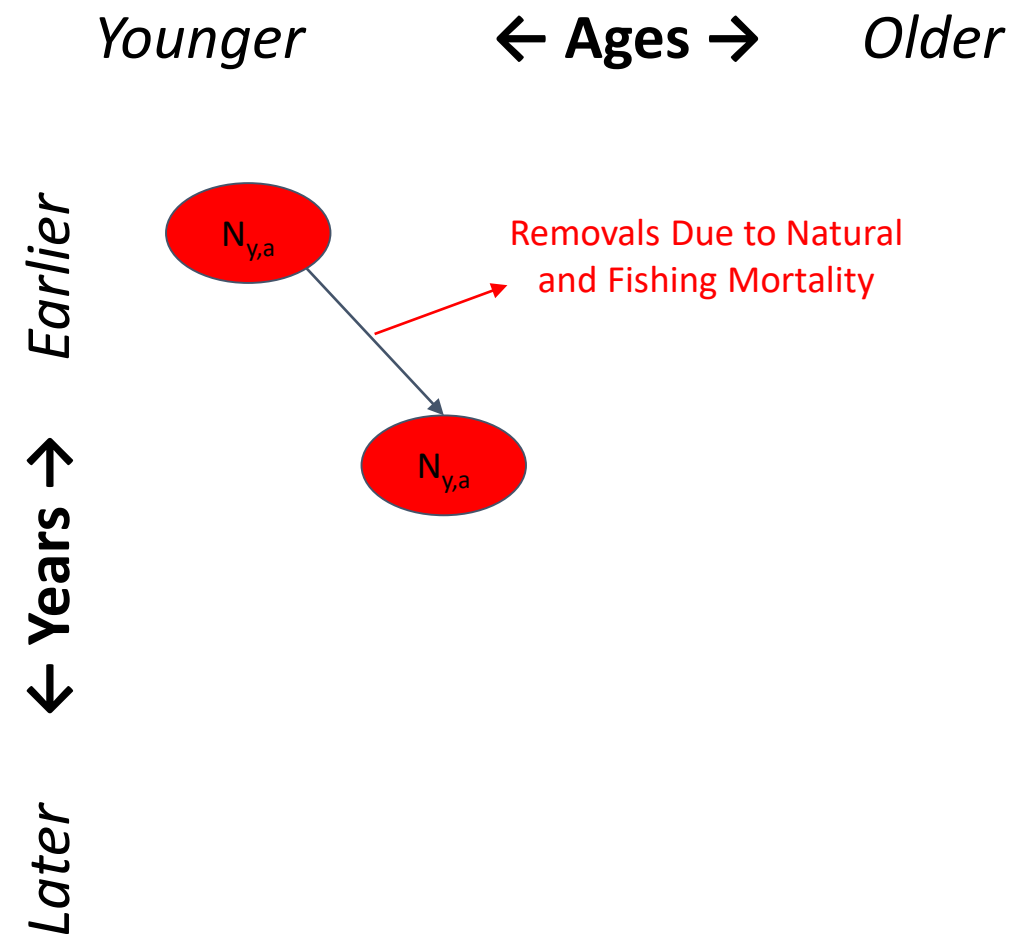 Younger ← Ages → Older
Earlier
N_{y,a}
Removals Due to Natural
and Fishing Mortality
N_{y,a}
← Years →
Later